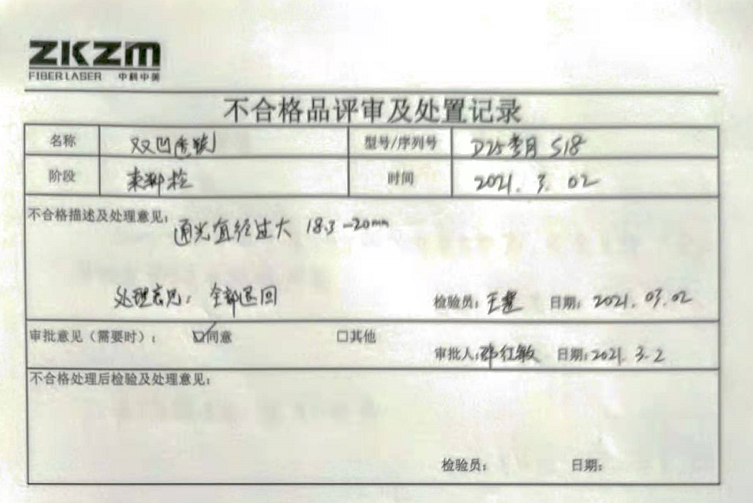 ZKZM
FIBER LASER 中科中美
不合格品评审及处置记录
名称 双凹透镜 型号/序列号 D25 S18
阶段 来料检 时间 2021.3.02
不合格描述及处理意见: 通光直径过大 18.3-20mm
处理意见: 全部退回 检验员: 王 日期: 2021.03.02
审批意见(需要时): ☑同意 □其他
审批人: 红敏 日期: 2021.3.2
不合格处理后检验及处理意见:
检验员: 日期: